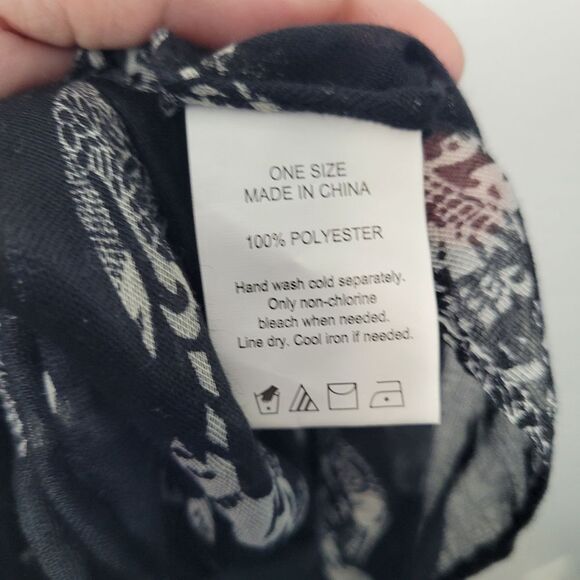 ONE SIZE
MADE IN CHINA
100% POLYESTER
Hand wash cold separately.
Only non-chlorine
bleach when needed.
Line dry. Cool iron if needed.